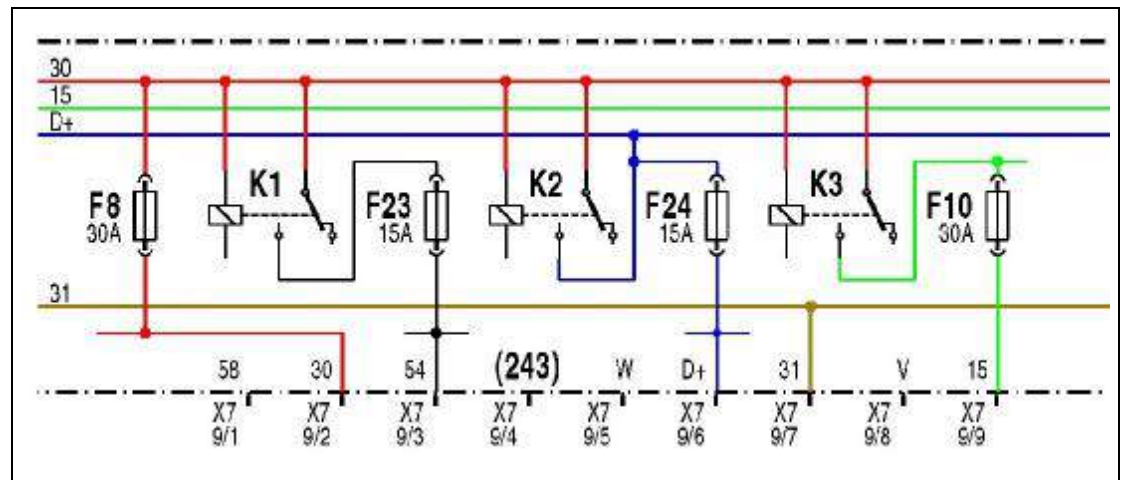 30
15
D+
K1 K2 K3
F8 F23 F24 F10
30A 15A 15A 30A
31
58 30 54 (243) W D+ 31 V 15
X7 X7 X7 X7 X7 X7 X7 X7 X7
9/1 9/2 9/3 9/4 9/5 9/6 9/7 9/8 9/9